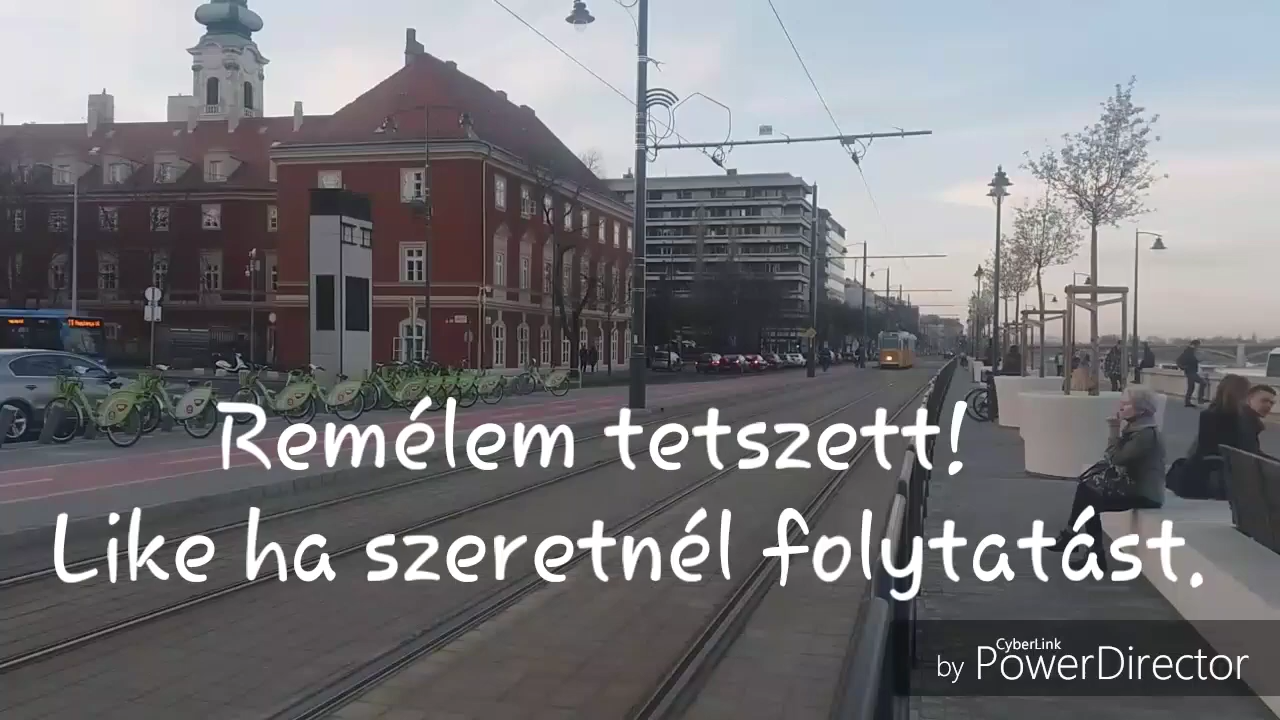 Remélem tetszett!
Like ha szeretnél folytatást.
CyberLink
by PowerDirector